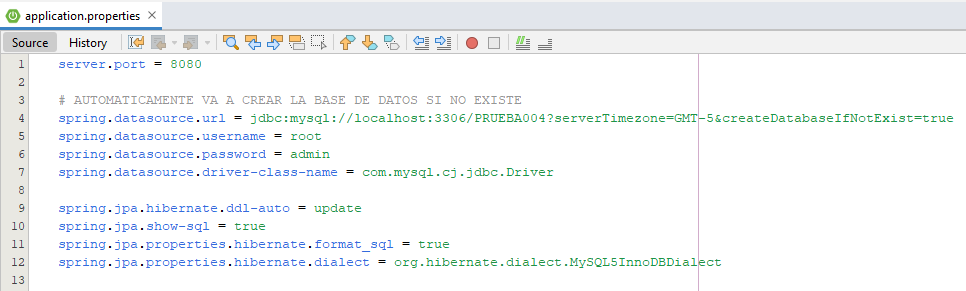 application.properties
Source History
1 server.port = 8080
2
3 # AUTOMATICAMENTE VA A CREAR LA BASE DE DATOS SI NO EXISTE
4 spring.datasource.url = jdbc:mysql://localhost:3306/PRUEBA004?serverTimezone=GMT-5&createDatabaseIfNotExist=true
5 spring.datasource.username = root
6 spring.datasource.password = admin
7 spring.datasource.driver-class-name = com.mysql.cj.jdbc.Driver
8
9 spring.jpa.hibernate.ddl-auto = update
10 spring.jpa.show-sql = true
11 spring.jpa.properties.hibernate.format_sql = true
12 spring.jpa.properties.hibernate.dialect = org.hibernate.dialect.MySQL5InnoDBDialect
13